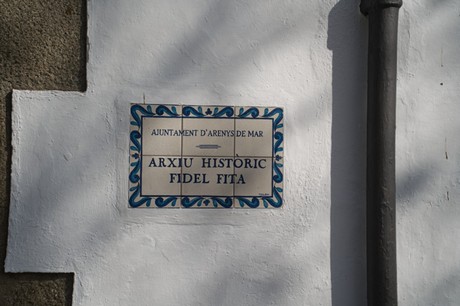 AJUNTAMENT D'ARENYS DE MAR
ARXIU HISTÒRIC
FIDEL FITA